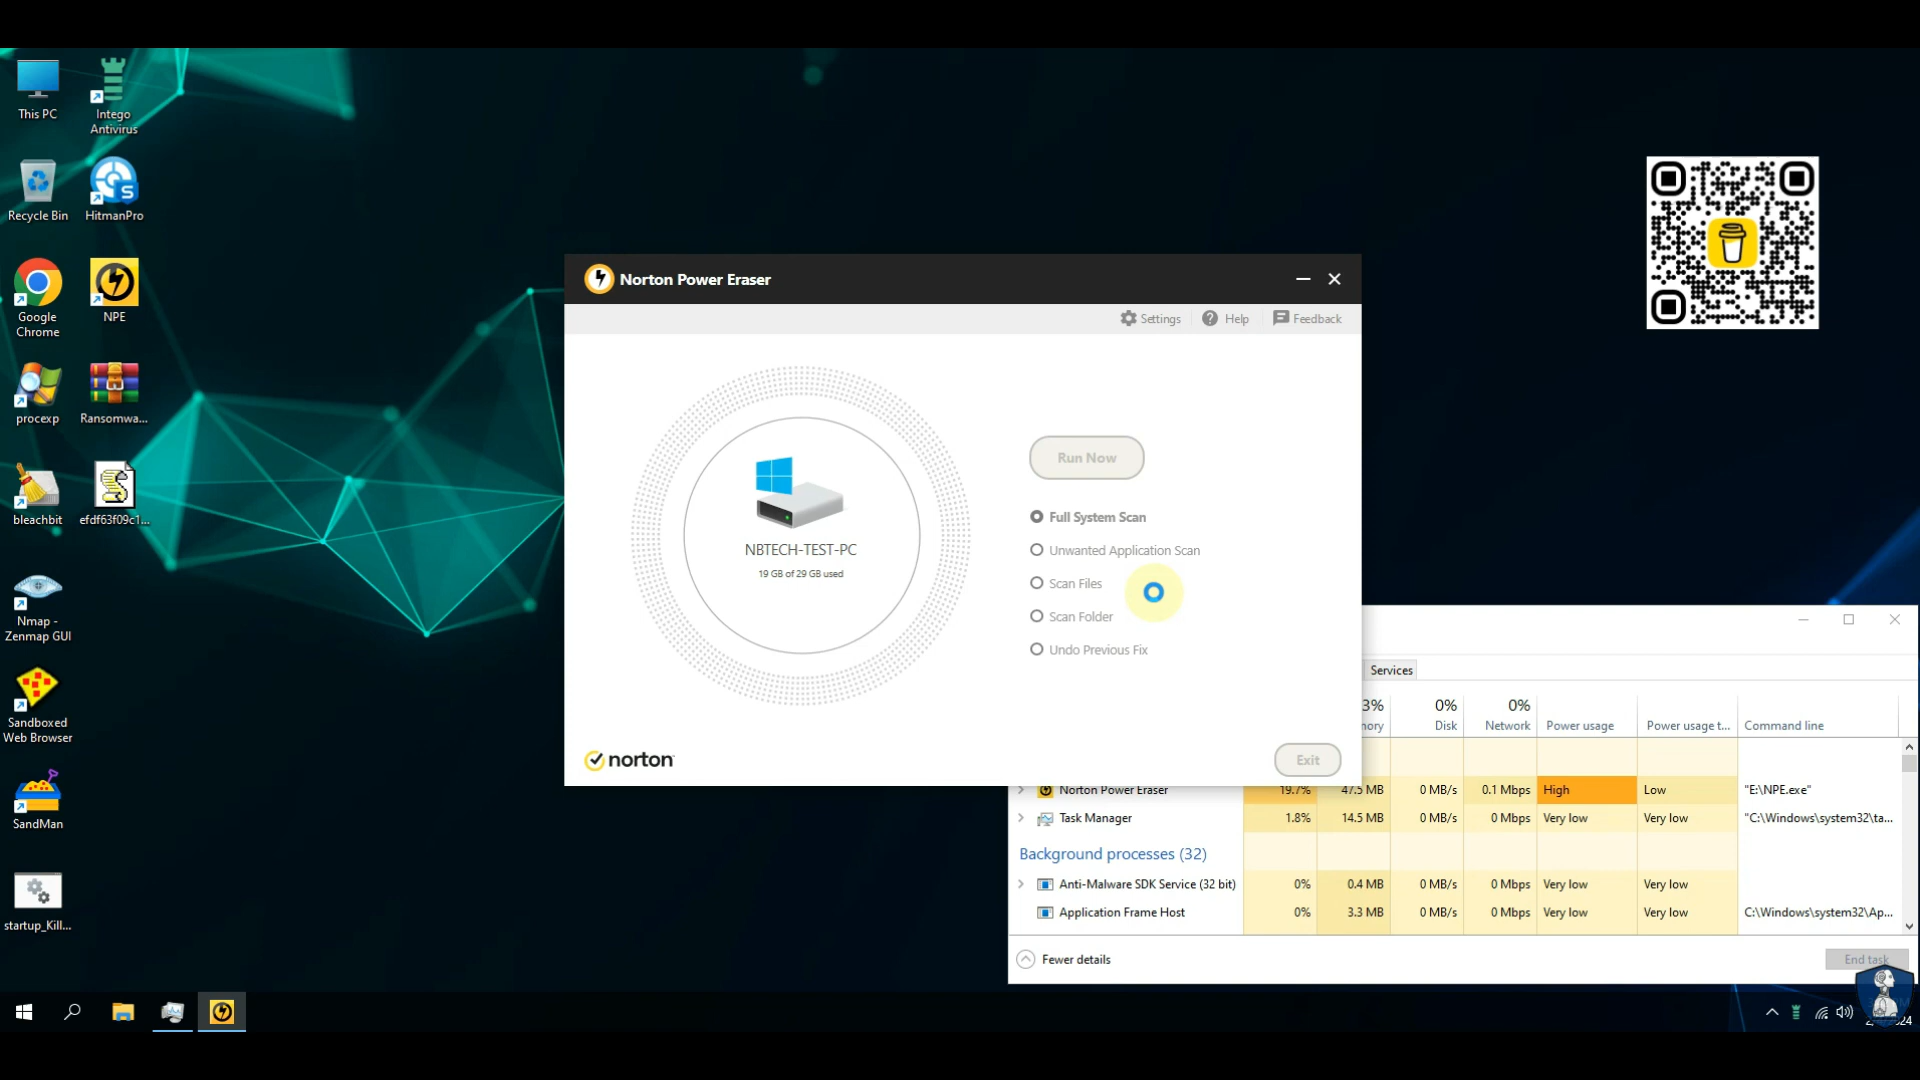 This PC
Intego
Antivirus
Recycle Bin
HitmanPro
Google
Chrome
NPE
procexp
Ransomwa...
bleachbit
efdf63f09c1...
Nmap -
Zenmap GUI
Sandboxed
Web Browser
SandMan
startup_Kill...
Norton Power Eraser
Settings
Help
Feedback
NBTECH-TEST-PC
19 GB of 29 GB used
Run Now
Full System Scan
Unwanted Application Scan
Scan Files
Scan Folder
Undo Previous Fix
norton
Exit
Services
3% 0% 0%
Disk Network Power usage Power usage t... Command line
Norton Power Eraser 19.7% 47.5 MB 0 MB/s 0.1 Mbps High Low "E:\NPE.exe"
Task Manager 1.8% 14.5 MB 0 MB/s 0 Mbps Very low Very low "C:\Windows\system32\ta...
Background processes (32)
Anti-Malware SDK Service (32 bit) 0% 0.4 MB 0 MB/s 0 Mbps Very low Very low
Application Frame Host 0% 3.3 MB 0 MB/s 0 Mbps Very low Very low C:\Windows\system32\Ap...
Fewer details
End task